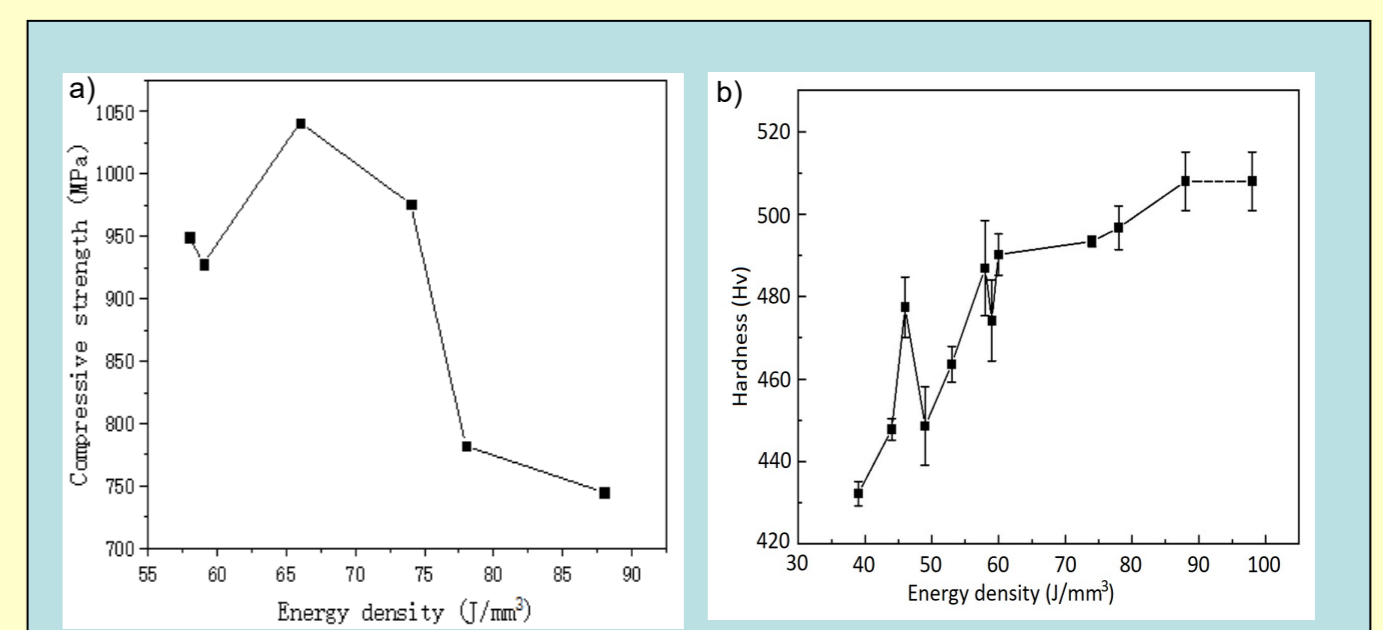 a)
1050
1000
950
900
850
800
750
700
Compressive strength (MPa)
55 60 65 70 75 80 85 90
Energy density (J/mm³)
b)
520
500
480
460
440
420
Hardness (Hv)
30 40 50 60 70 80 90 100
Energy density (J/mm³)